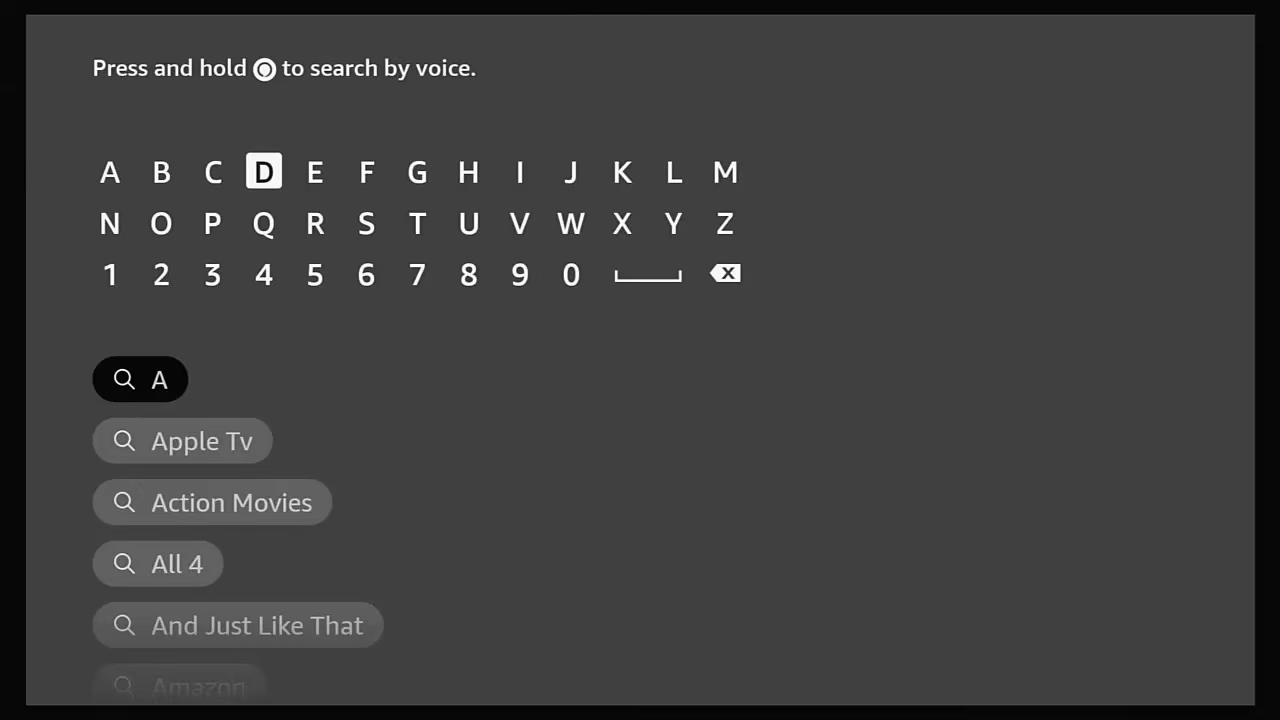 Press and hold to search by voice.
A B C D E F G H I J K L M
N O P Q R S T U V W X Y Z
1 2 3 4 5 6 7 8 9 0
A
Apple Tv
Action Movies
All 4
And Just Like That
Amazon